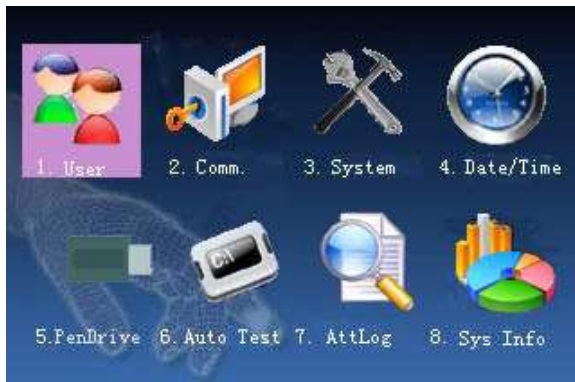 1. User 2. Comm. 3. System 4. Date/Time
C:\
5.PenDrive 6. Auto Test 7. AttLog 8. Sys Info